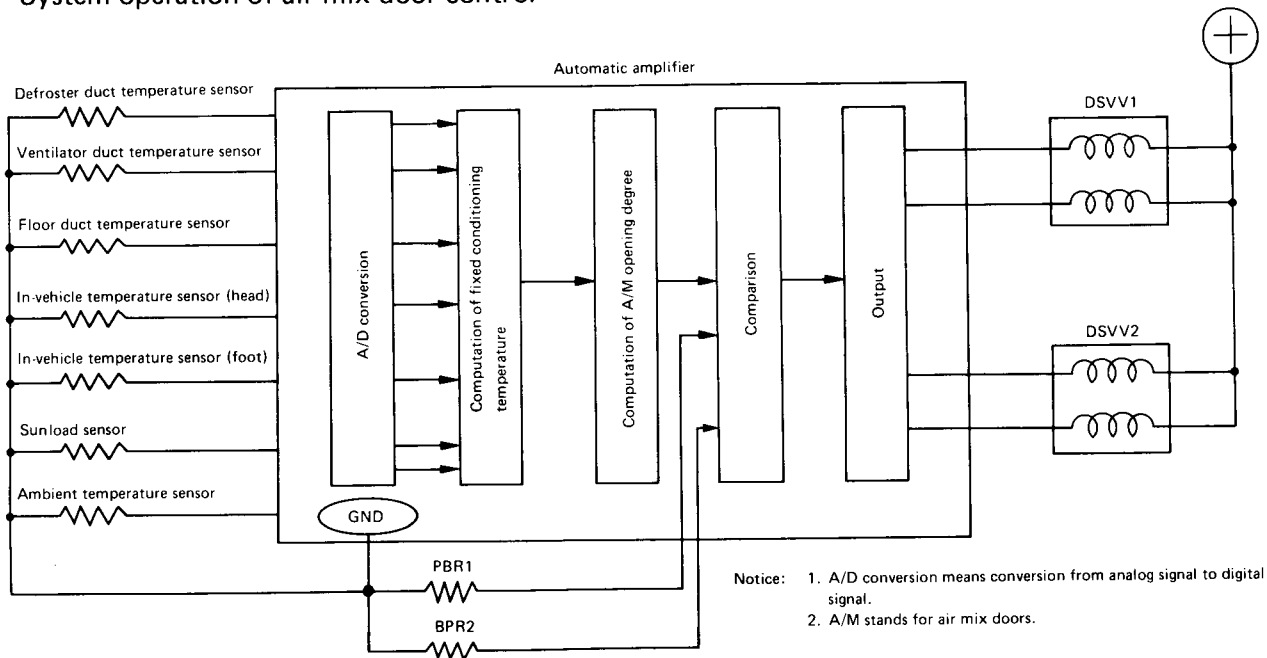 System operation of air mix door control
Automatic amplifier
Defroster duct temperature sensor
Ventilator duct temperature sensor
Floor duct temperature sensor
In-vehicle temperature sensor (head)
In-vehicle temperature sensor (foot)
Sunload sensor
Ambient temperature sensor
A/D conversion
Computation of fixed conditioning
temperature
Computation of A/M opening degree
Comparison
Output
DSVV1
DSVV2
GND
PBR1
BPR2
Notice: 1. A/D conversion means conversion from analog signal to digital
signal.
2. A/M stands for air mix doors.